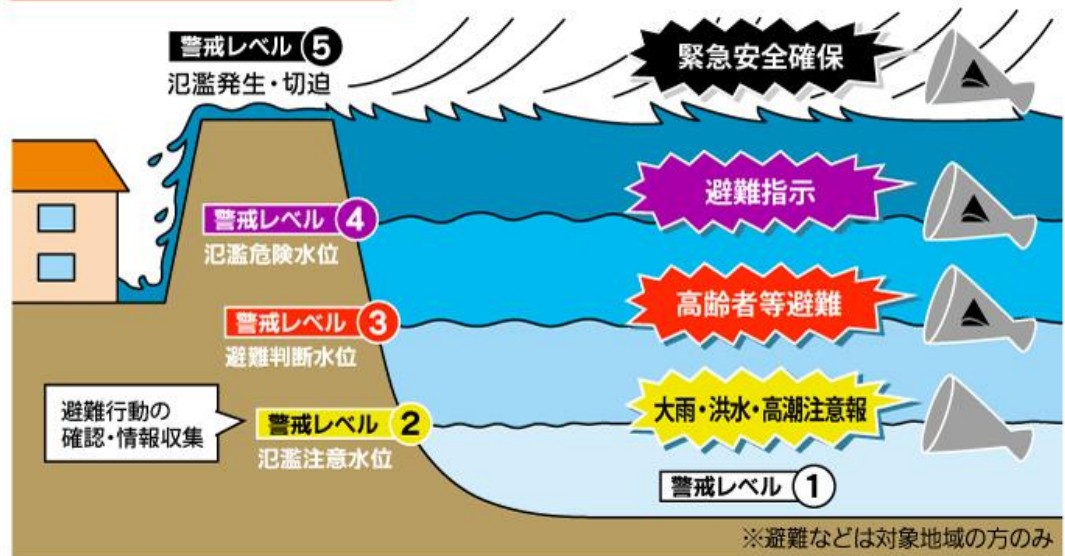 警戒レベル 5
氾濫発生・切迫
緊急安全確保
避難指示
警戒レベル 4
氾濫危険水位
高齢者等避難
警戒レベル 3
避難判断水位
大雨・洪水・高潮注意報
避難行動の
確認・情報収集
警戒レベル 2
氾濫注意水位
警戒レベル 1
※避難などは対象地域の方のみ